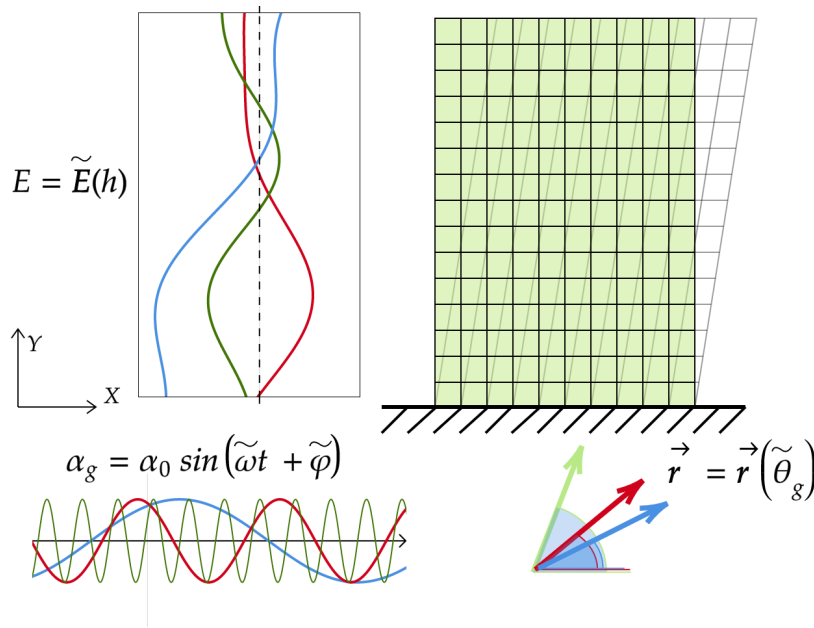 E = Ẽ(h)
Y
X
α_g = α_0 sin(ω̃t + φ̃)
r⃗ = r⃗(θ̃_g)